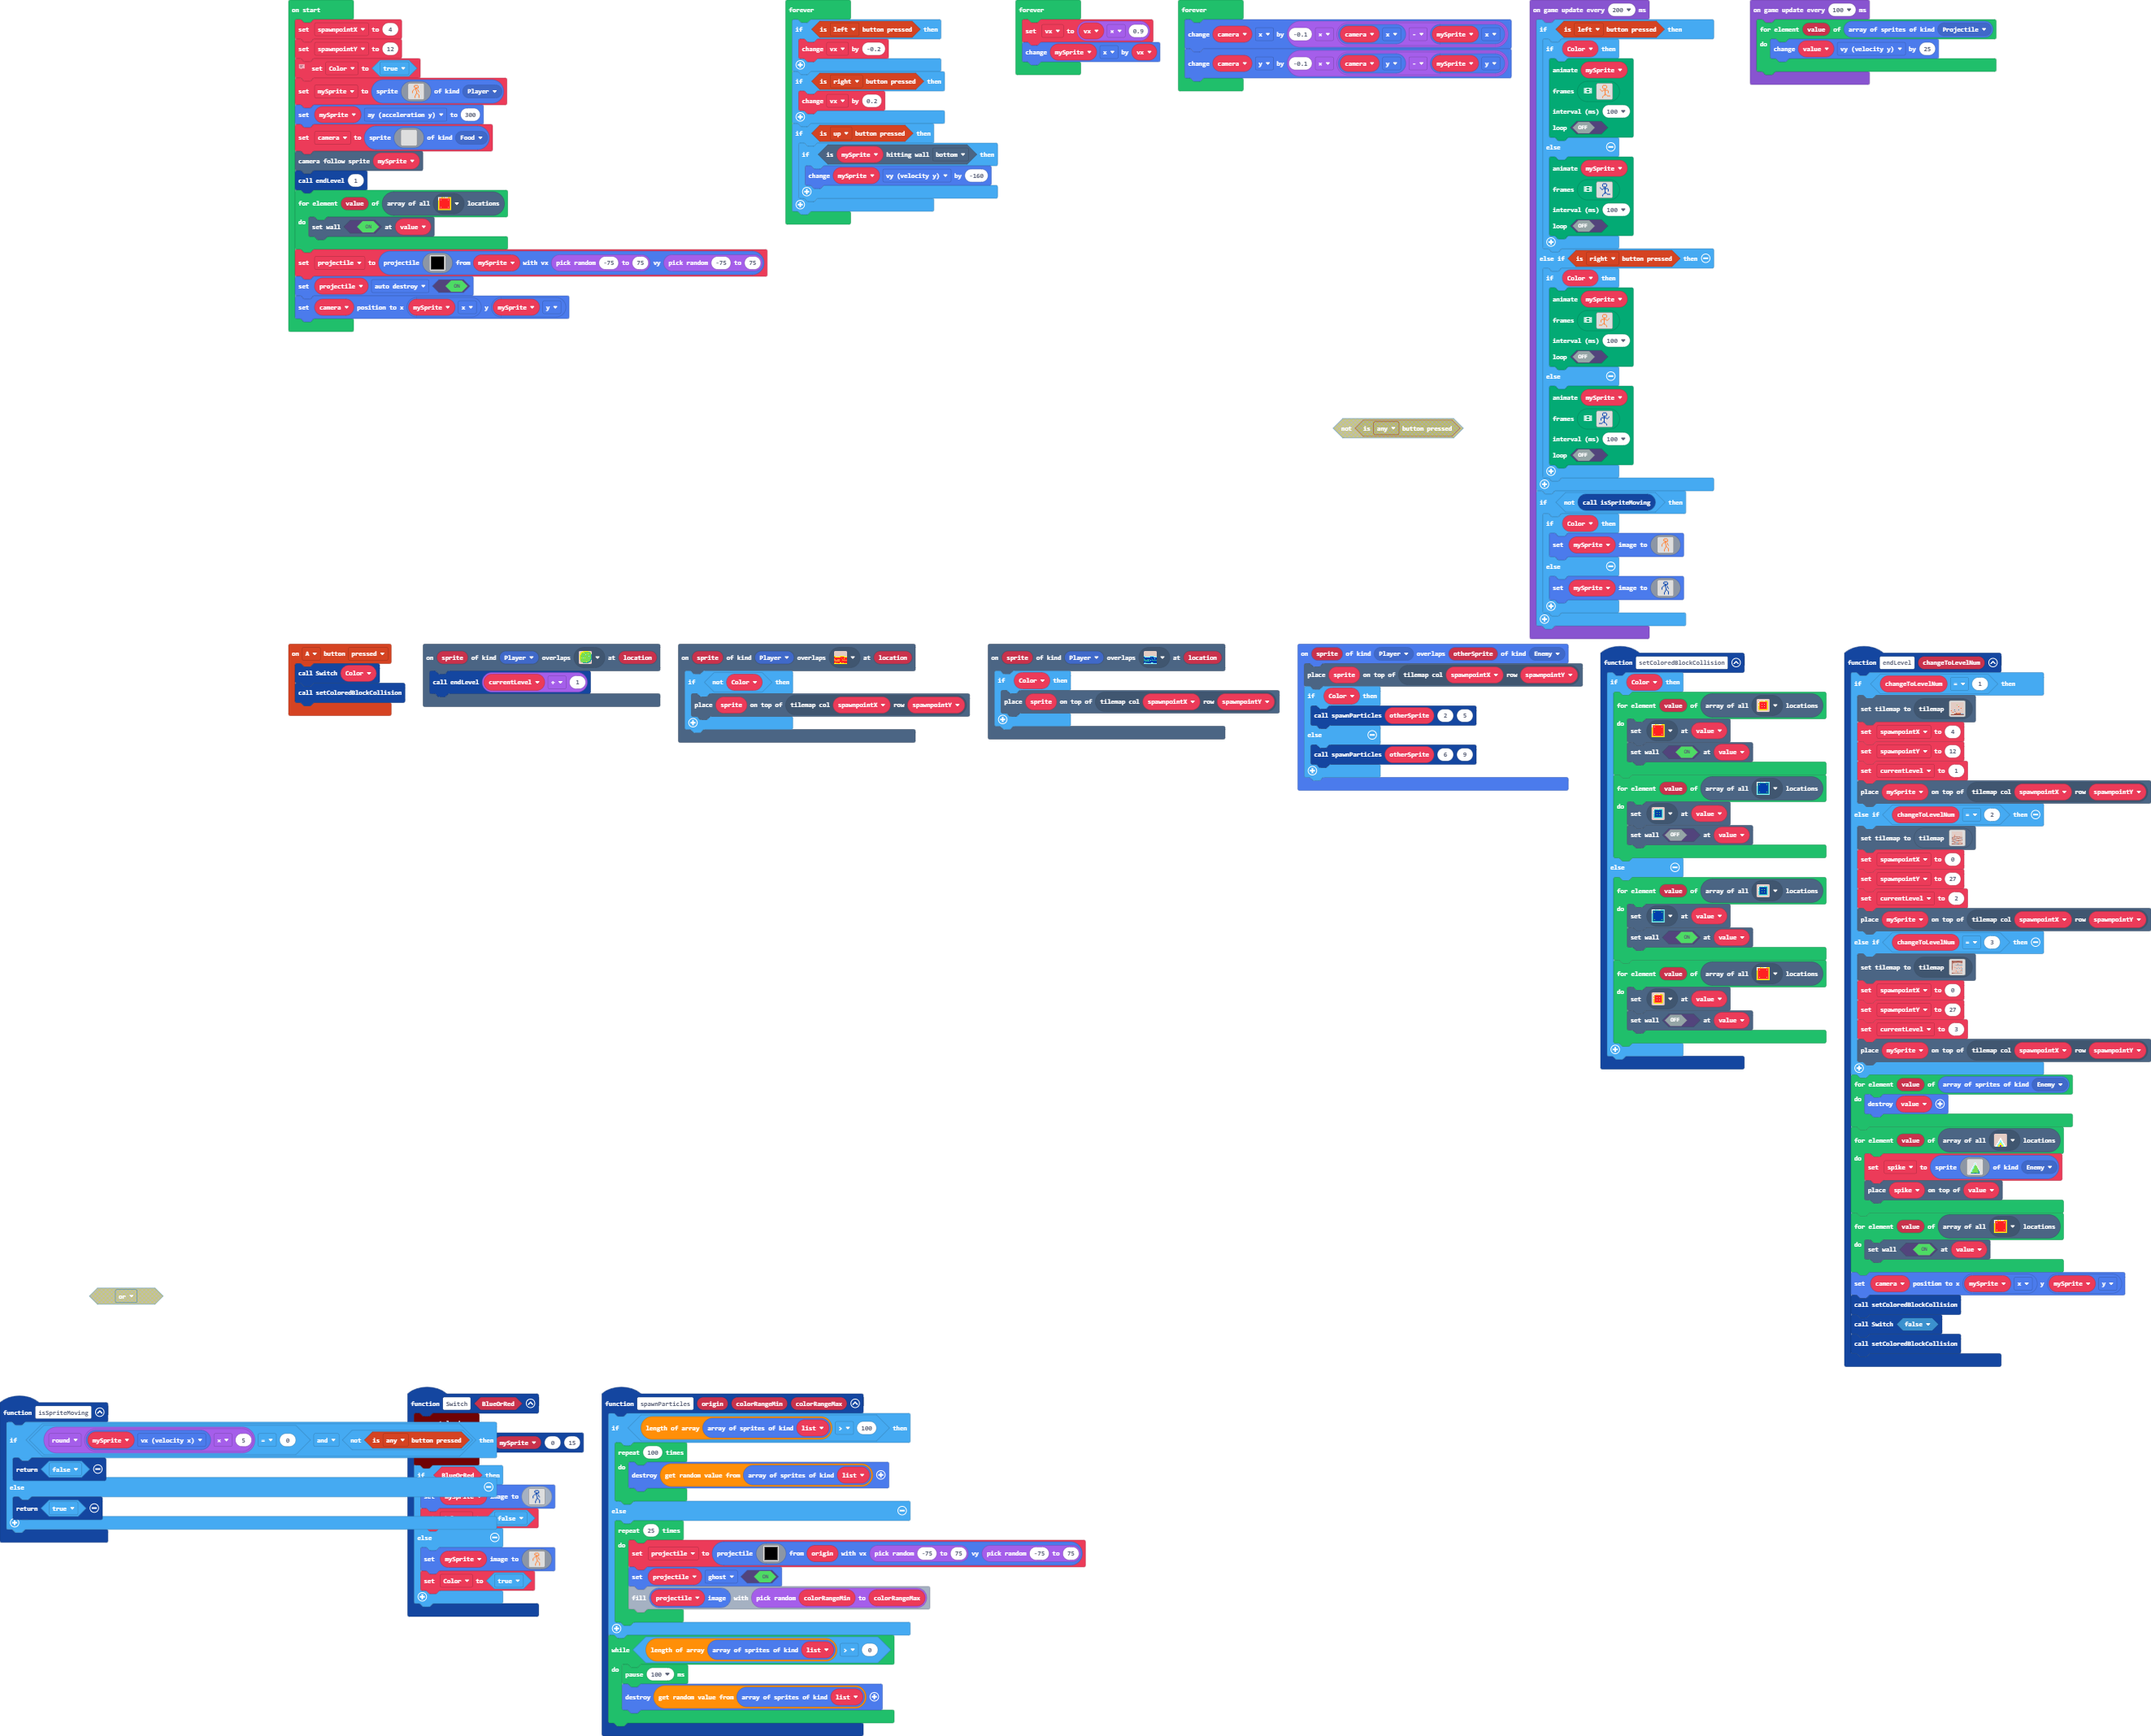 on start
set spawnpointX to 4
set spawnpointY to 12
set Color to true
set mySprite to sprite of kind Player
set mySprite ay (acceleration y) to 300
set camera to sprite of kind Food
camera follow sprite mySprite
call endLevel 1
for element value of array of all locations
do
set wall ON at value
set projectile to projectile from mySprite with vx pick random -75 to 75 vy pick random -75 to 75
set projectile auto destroy ON
set camera position to x mySprite x y mySprite y
forever
if is left button pressed then
change vx by -0.2
if is right button pressed then
change vx by 0.2
if is up button pressed then
if is mySprite hitting wall bottom then
change mySprite vy (velocity y) by -160
forever
set vx to vx × 0.9
change mySprite x by vx
forever
change camera x by -0.1 × camera x - mySprite x
change camera y by -0.1 × camera y - mySprite y
on game update every 200 ms
if is left button pressed then
if Color then
animate mySprite
frames
interval (ms) 100
loop OFF
else
animate mySprite
frames
interval (ms) 100
loop OFF
else if is right button pressed then
if Color then
animate mySprite
frames
interval (ms) 100
loop OFF
else
animate mySprite
frames
interval (ms) 100
loop OFF
if not call isSpriteMoving then
if Color then
set mySprite image to
else
set mySprite image to
on game update every 100 ms
for element value of array of sprites of kind Projectile
do
change value vy (velocity y) by 25
not is any button pressed
on A button pressed
call Switch Color
call setColoredBlockCollision
on sprite of kind Player overlaps at location
call endLevel currentLevel + 1
on sprite of kind Player overlaps at location
if not Color then
place sprite on top of tilemap col spawnpointX row spawnpointY
on sprite of kind Player overlaps at location
if Color then
place sprite on top of tilemap col spawnpointX row spawnpointY
on sprite of kind Player overlaps otherSprite of kind Enemy
place sprite on top of tilemap col spawnpointX row spawnpointY
if Color then
call spawnParticles otherSprite 2 5
else
call spawnParticles otherSprite 6 9
function setColoredBlockCollision
if Color then
for element value of array of all locations
do
set at value
set wall ON at value
for element value of array of all locations
do
set at value
set wall OFF at value
else
for element value of array of all locations
do
set at value
set wall ON at value
for element value of array of all locations
do
set at value
set wall OFF at value
function endLevel changeToLevelNum
if changeToLevelNum = 1 then
set tilemap to tilemap
set spawnpointX to 4
set spawnpointY to 12
set currentLevel to 1
place mySprite on top of tilemap col spawnpointX row spawnpointY
else if changeToLevelNum = 2 then
set tilemap to tilemap
set spawnpointX to 0
set spawnpointY to 27
set currentLevel to 2
place mySprite on top of tilemap col spawnpointX row spawnpointY
else if changeToLevelNum = 3 then
set tilemap to tilemap
set spawnpointX to 0
set spawnpointY to 27
set currentLevel to 3
place mySprite on top of tilemap col spawnpointX row spawnpointY
for element value of array of sprites of kind Enemy
do
destroy value
for element value of array of all locations
do
set spike to sprite of kind Enemy
place spike on top of value
for element value of array of all locations
do
set wall ON at value
set camera position to x mySprite x y mySprite y
call setColoredBlockCollision
call Switch false
call setColoredBlockCollision
or
function isSpriteMoving
if round mySprite vx (velocity x) × 5 = 0 and not is any button pressed then
return false
else
return true
function Switch BlueOrRed
mySprite 0 15
if BlueOrRed then
image to
false
else
set mySprite image to
set Color to true
function spawnParticles origin colorRangeMin colorRangeMax
if length of array array of sprites of kind list > 100 then
repeat 100 times
do
destroy get random value from array of sprites of kind list
else
repeat 25 times
do
set projectile to projectile from origin with vx pick random -75 to 75 vy pick random -75 to 75
set projectile ghost ON
fill projectile image with pick random colorRangeMin to colorRangeMax
while length of array array of sprites of kind list > 0
do
pause 100 ms
destroy get random value from array of sprites of kind list